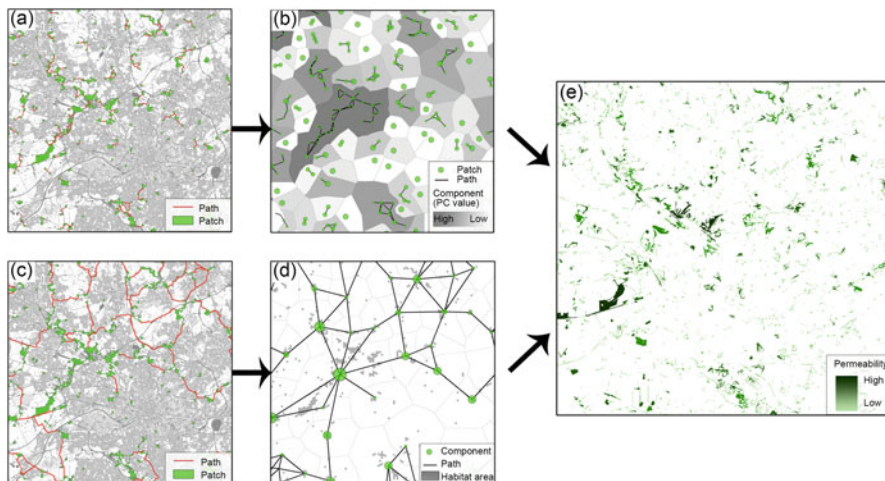 (a)
Path
Patch
(b)
Patch
Path
Component
(PC value)
High Low
(c)
Path
Patch
(d)
Component
Path
Habitat area
(e)
Permeability
High
Low